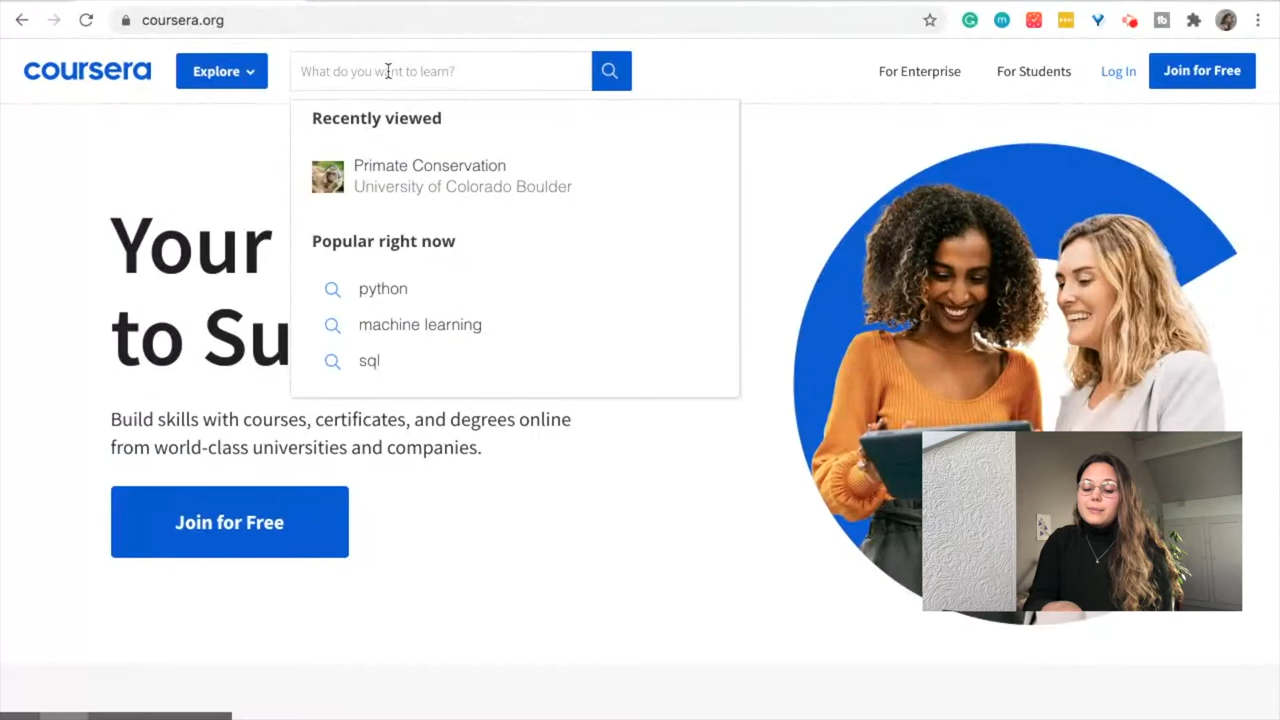 coursera.org
coursera
Explore
What do you want to learn?
For Enterprise
For Students
Log In
Join for Free
Recently viewed
Primate Conservation
University of Colorado Boulder
Popular right now
python
machine learning
sql
Your
to Su
Build skills with courses, certificates, and degrees online
from world-class universities and companies.
Join for Free